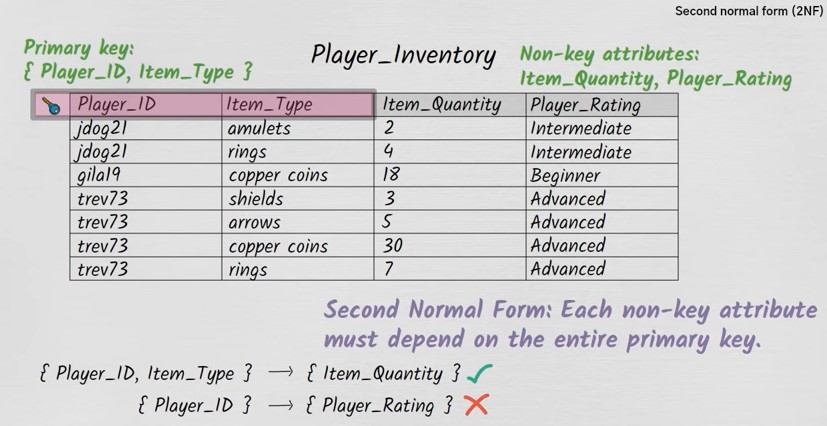 Second normal form (2NF)
Primary key:
{ Player_ID, Item_Type }
Player_Inventory
Non-key attributes:
Item_Quantity, Player_Rating
Player_ID Item_Type Item_Quantity Player_Rating
jdog21 amulets 2 Intermediate
jdog21 rings 4 Intermediate
gila19 copper coins 18 Beginner
trev73 shields 3 Advanced
trev73 arrows 5 Advanced
trev73 copper coins 30 Advanced
trev73 rings 7 Advanced
Second Normal Form: Each non-key attribute
must depend on the entire primary key.
{ Player_ID, Item_Type } → { Item_Quantity } ✓
{ Player_ID } → { Player_Rating } ✗